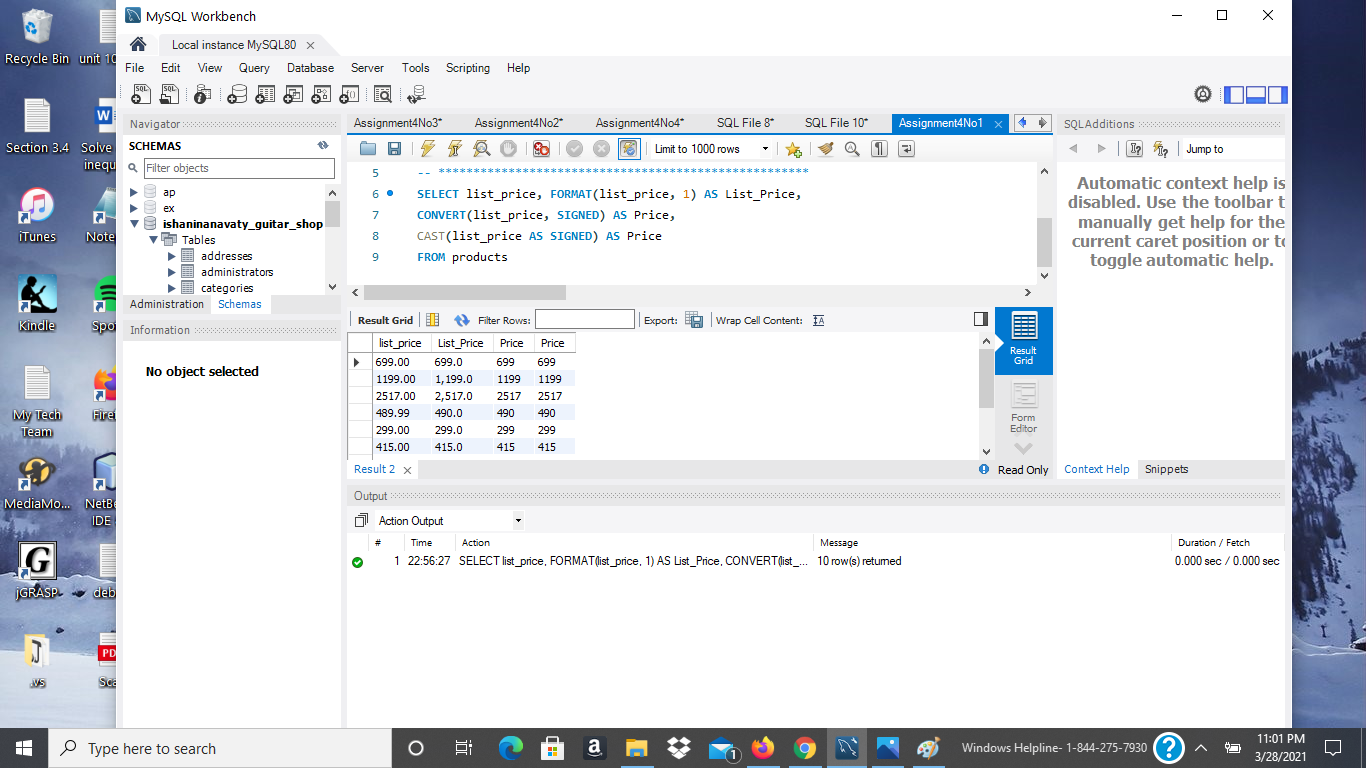 Recycle Bin
unit 10
Section 3.4
Solve
inequ
iTunes
Note
Kindle
Spot
My Tech
Team
Firef
MediaMo...
NetBe
IDE
jGRASP
deb
.vs
Sca
MySQL Workbench
Local instance MySQL80
File Edit View Query Database Server Tools Scripting Help
Navigator
SCHEMAS
Filter objects
ap
ex
ishaninanavaty_guitar_shop
Tables
addresses
administrators
categories
Administration Schemas
Information
No object selected
Assignment4No3* Assignment4No2* Assignment4No4* SQL File 8* SQL File 10* Assignment4No1
Limit to 1000 rows
5 -- *****************************************************
6 SELECT list_price, FORMAT(list_price, 1) AS List_Price,
7 CONVERT(list_price, SIGNED) AS Price,
8 CAST(list_price AS SIGNED) AS Price
9 FROM products
Result Grid Filter Rows: Export: Wrap Cell Content: IA
list_price List_Price Price Price
699.00 699.0 699 699
1199.00 1,199.0 1199 1199
2517.00 2,517.0 2517 2517
489.99 490.0 490 490
299.00 299.0 299 299
415.00 415.0 415 415
Result
Grid
Form
Editor
Result 2
Read Only
SQLAdditions
Jump to
Automatic context help is
disabled. Use the toolbar t
manually get help for the
current caret position or to
toggle automatic help.
Context Help Snippets
Output
Action Output
# Time Action Message Duration / Fetch
1 22:56:27 SELECT list_price, FORMAT(list_price, 1) AS List_Price, CONVERT(list_... 10 row(s) returned 0.000 sec / 0.000 sec
Type here to search
Windows Helpline- 1-844-275-7930
11:01 PM
3/28/2021